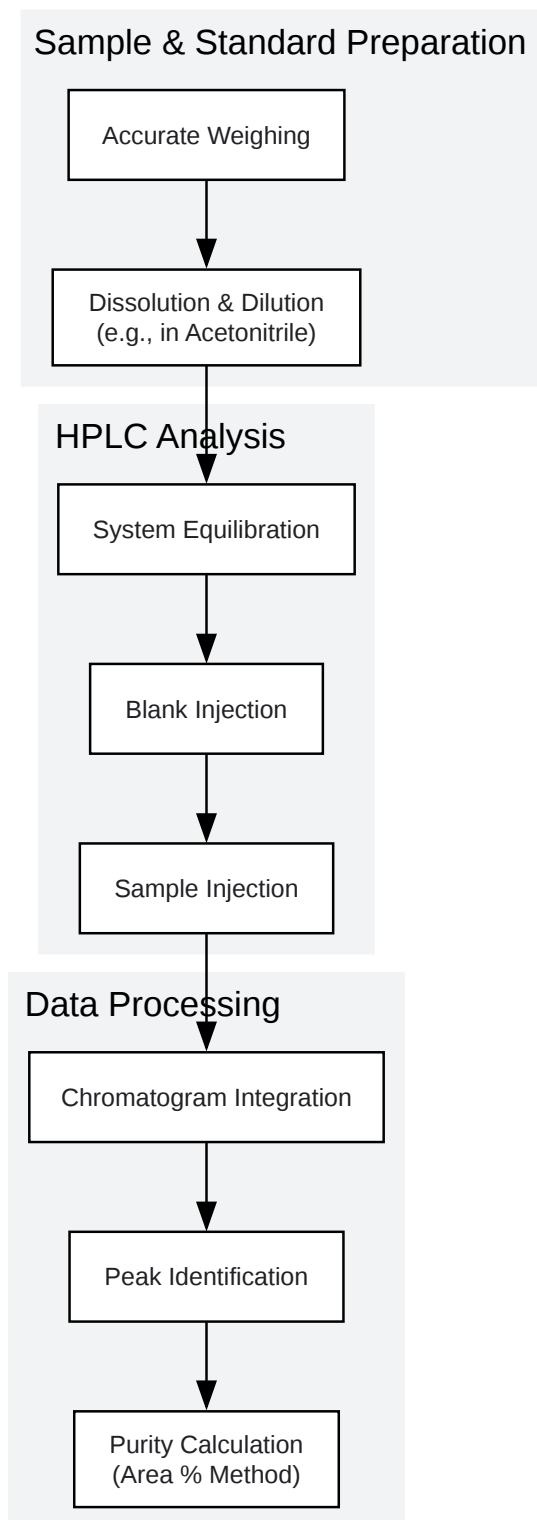 Sample & Standard Preparation
Accurate Weighing
Dissolution & Dilution
(e.g., in Acetonitrile)
HPLC Analysis
System Equilibration
Blank Injection
Sample Injection
Data Processing
Chromatogram Integration
Peak Identification
Purity Calculation
(Area % Method)